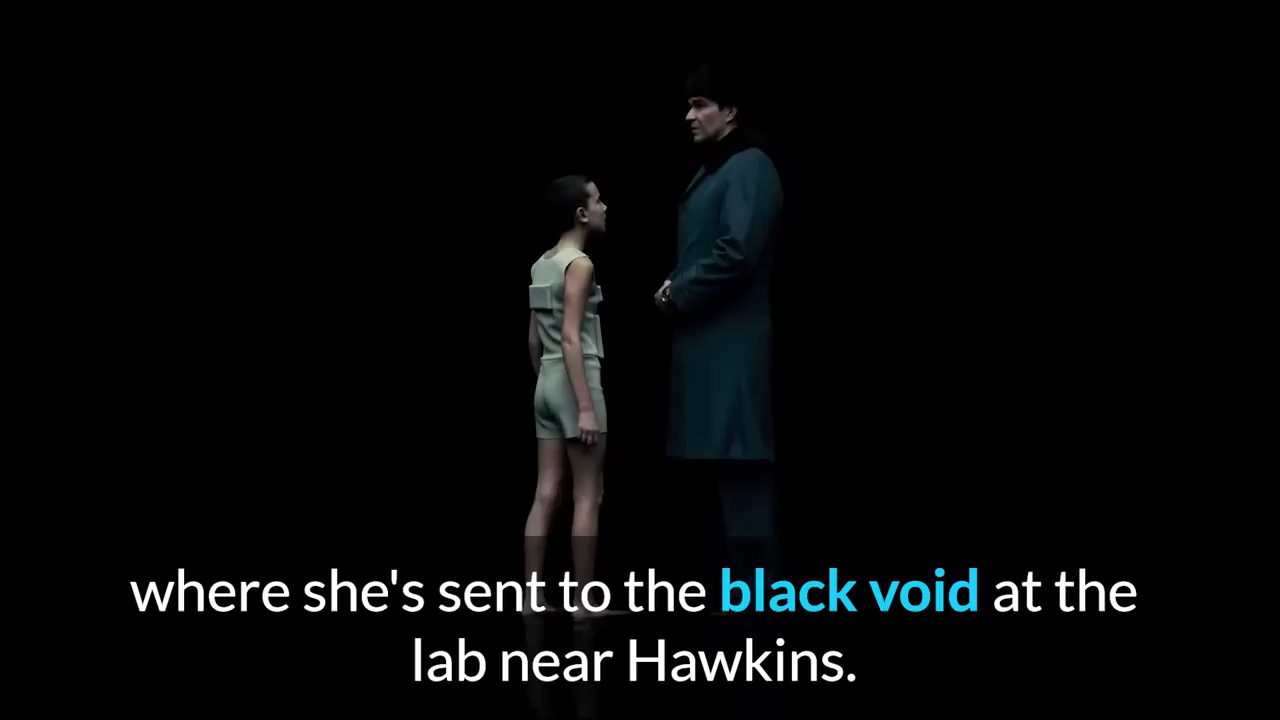 where she's sent to the black void at the
lab near Hawkins.